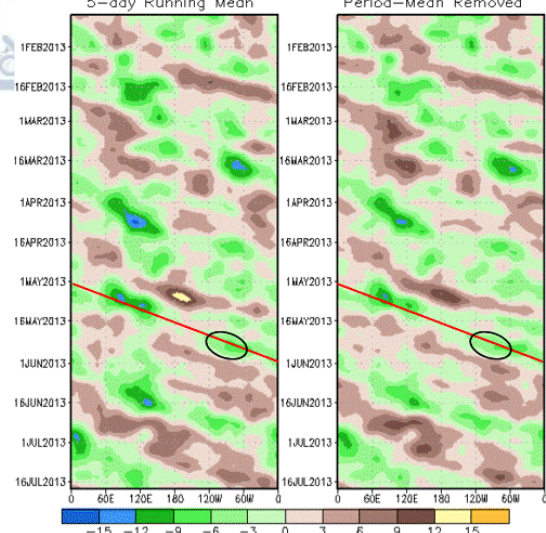 5-day Running Mean
Period-Mean Removed
1FEB2013
16FEB2013
1MAR2013
16MAR2013
1APR2013
16APR2013
1MAY2013
16MAY2013
1JUN2013
16JUN2013
1JUL2013
16JUL2013
0 60E 120E 180 120W 60W 0
1FEB2013
16FEB2013
1MAR2013
16MAR2013
1APR2013
16APR2013
1MAY2013
16MAY2013
1JUN2013
16JUN2013
1JUL2013
16JUL2013
0 60E 120E 180 120W 60W 0
-15 -12 -9 -6 -3 0 3 6 9 12 15